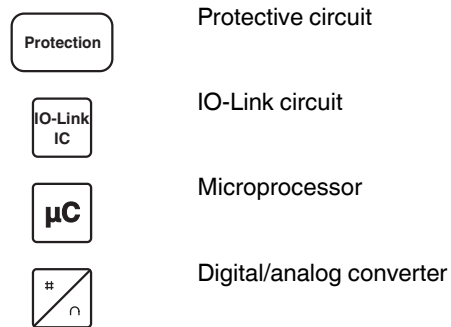 Protection
Protective circuit
IO-Link
IC
IO-Link circuit
µC
Microprocessor
#
∩
Digital/analog converter